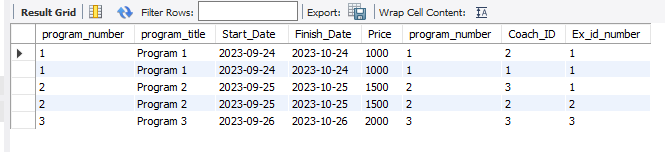 Result Grid Filter Rows: Export: Wrap Cell Content: IA
program_number program_title Start_Date Finish_Date Price program_number Coach_ID Ex_id_number
1 Program 1 2023-09-24 2023-10-24 1000 1 2 1
1 Program 1 2023-09-24 2023-10-24 1000 1 1 1
2 Program 2 2023-09-25 2023-10-25 1500 2 3 1
2 Program 2 2023-09-25 2023-10-25 1500 2 2 2
3 Program 3 2023-09-26 2023-10-26 2000 3 3 3